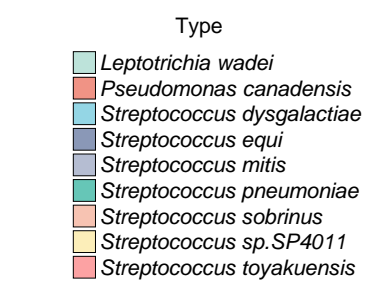 Type
Leptotrichia wadei
Pseudomonas canadensis
Streptococcus dysgalactiae
Streptococcus equi
Streptococcus mitis
Streptococcus pneumoniae
Streptococcus sobrinus
Streptococcus sp.SP4011
Streptococcus toyakuensis